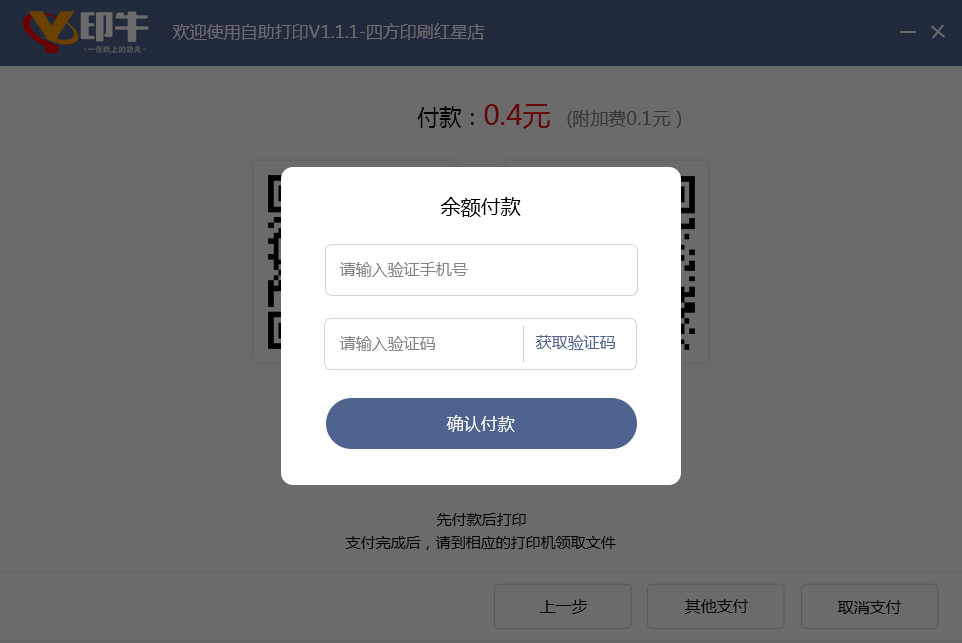 印牛
·一张纸上的功夫·
欢迎使用自助打印V1.1.1-四方印刷红星店
付款：0.4元 (附加费0.1元 )
余额付款
请输入验证手机号
请输入验证码 获取验证码
确认付款
先付款后打印
支付完成后，请到相应的打印机领取文件
上一步 其他支付 取消支付